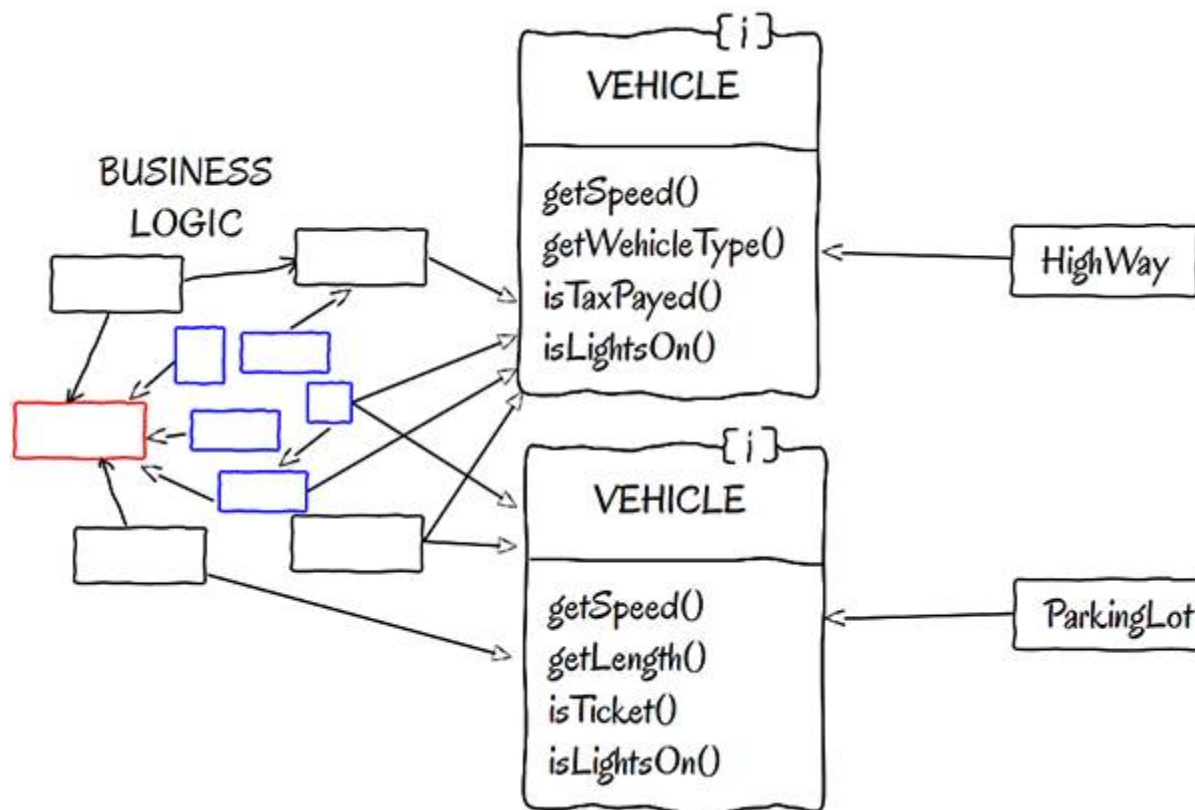 [i]
VEHICLE
BUSINESS
LOGIC
getSpeed()
getWehicleType()
isTaxPayed()
isLightsOn()
HighWay
[i]
VEHICLE
getSpeed()
getLength()
isTicket()
isLightsOn()
ParkingLot